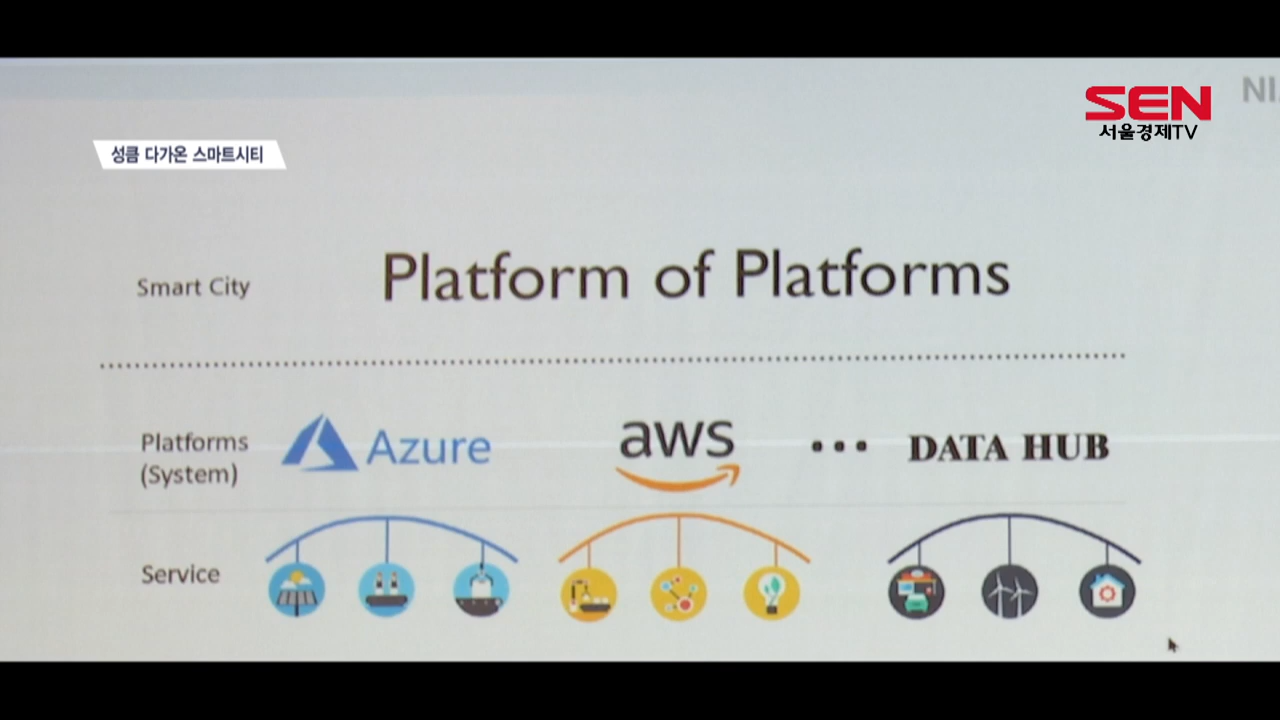 SEN
서울경제TV
성큼 다가온 스마트시티
Smart City
Platform of Platforms
Platforms
(System)
Azure
aws
DATA HUB
Service